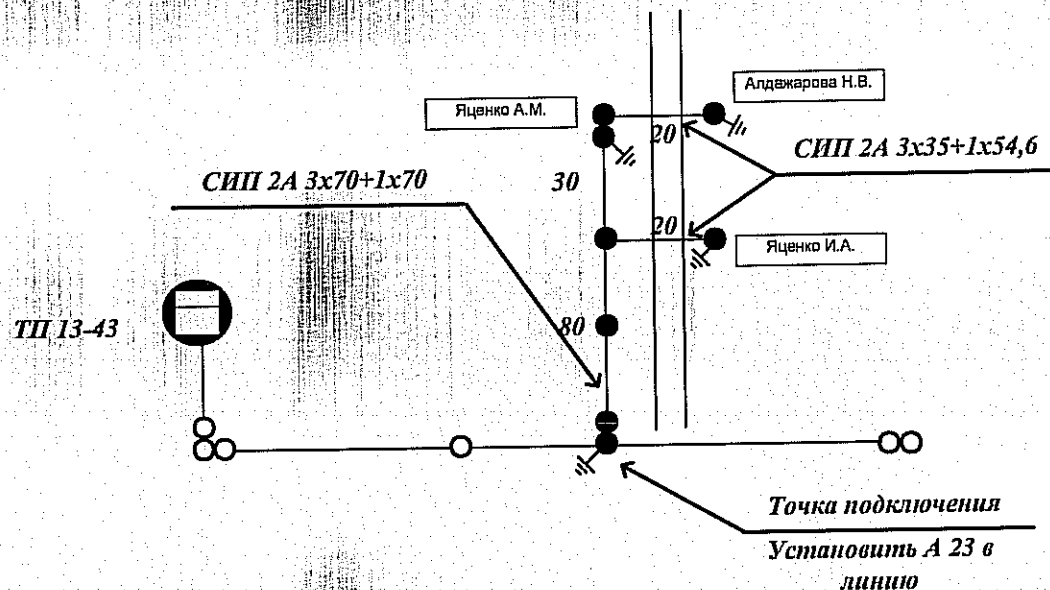 Алдажарова Н.В.
Яценко А.М.
20
СИП 2А 3х35+1х54,6
СИП 2А 3х70+1х70
30
20
Яценко И.А.
ТП 13-43
80
Точка подключения
Установить А 23 в
линию